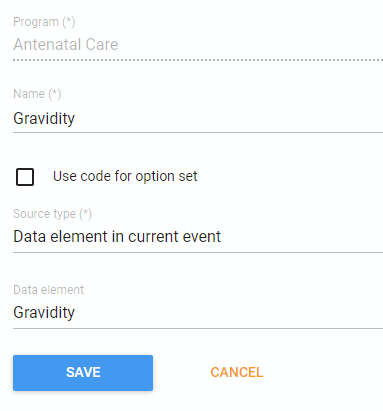 Program (*)
Antenatal Care
Name (*)
Gravidity
Use code for option set
Source type (*)
Data element in current event
Data element
Gravidity
SAVE CANCEL